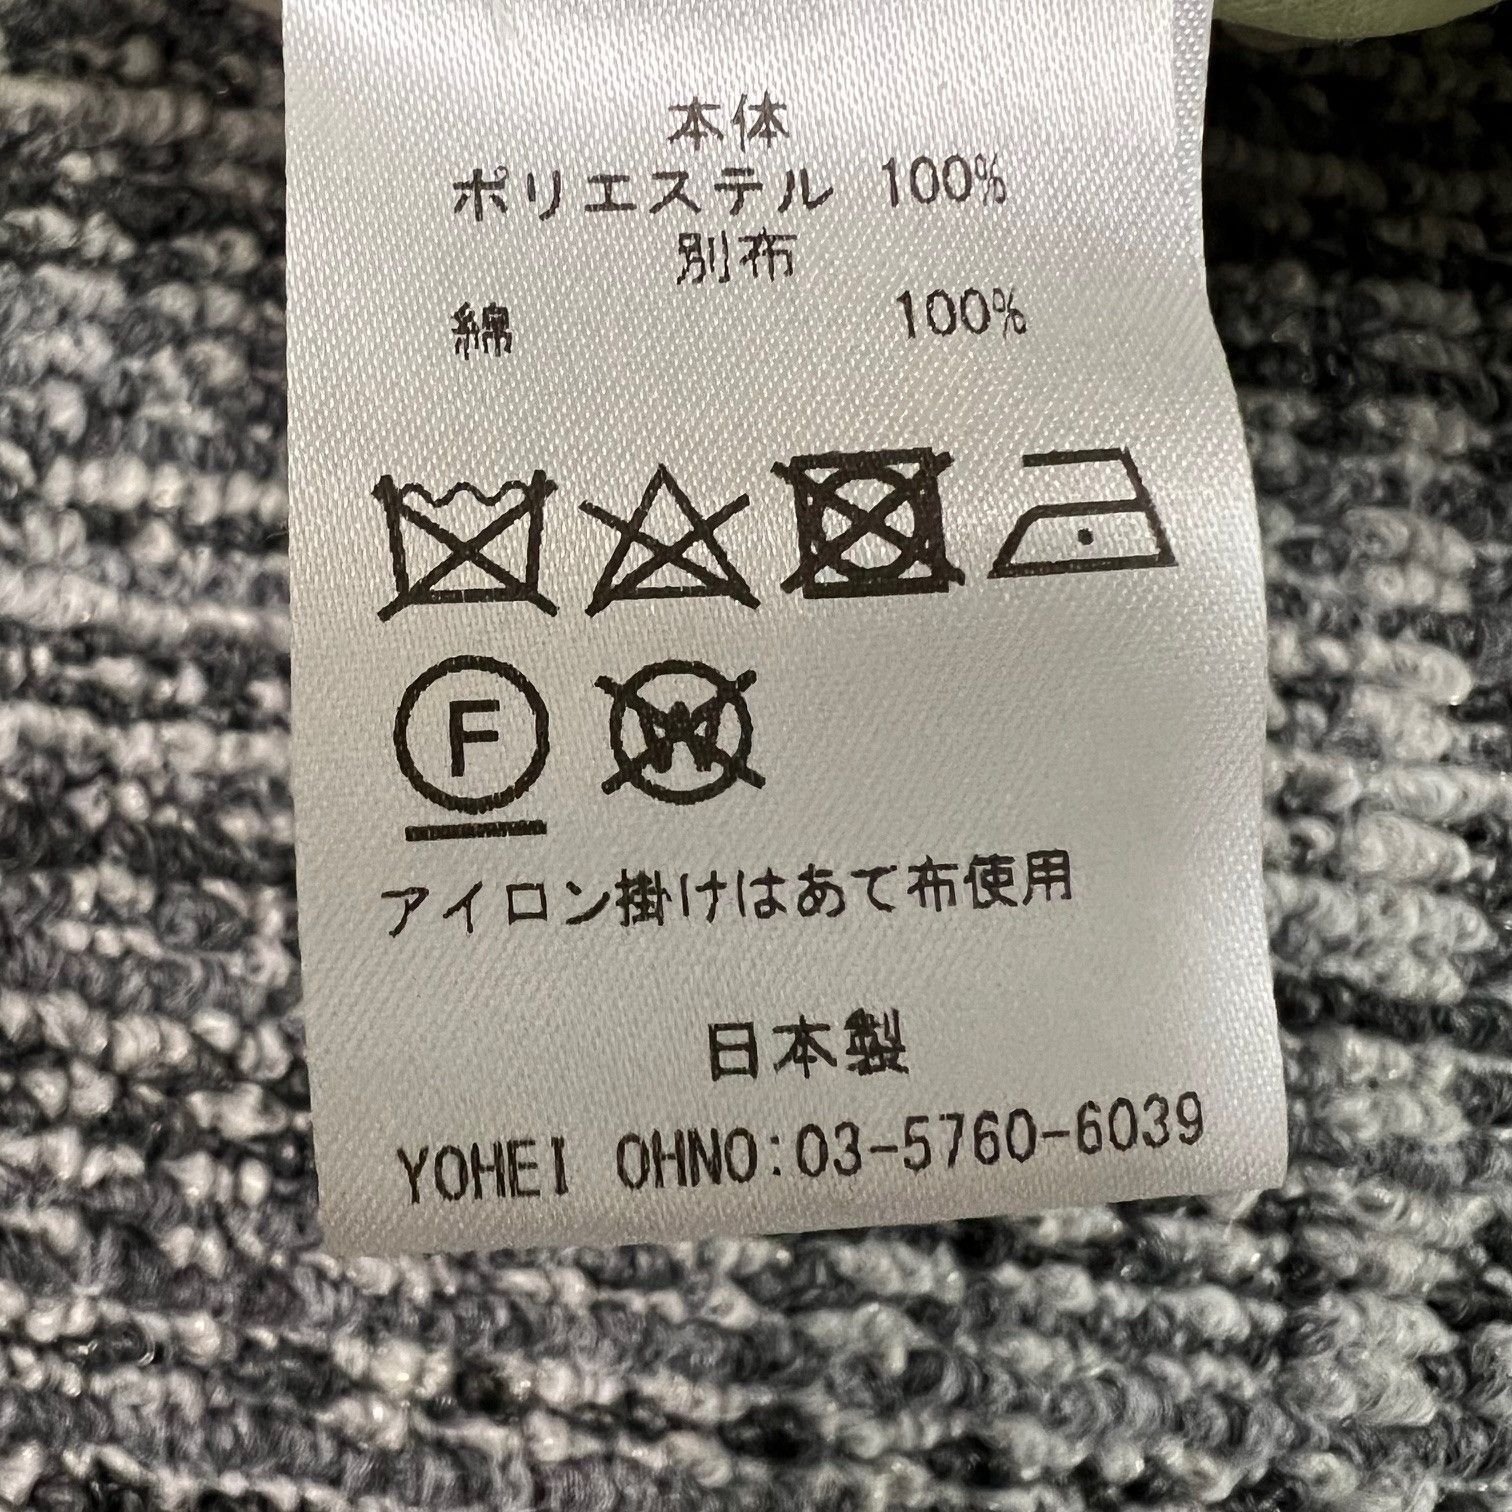 本体
ポリエステル 100%
別布
綿 100%
F
W
アイロン掛けはあて布使用
日本製
YOHEI OHNO:03-5760-6039